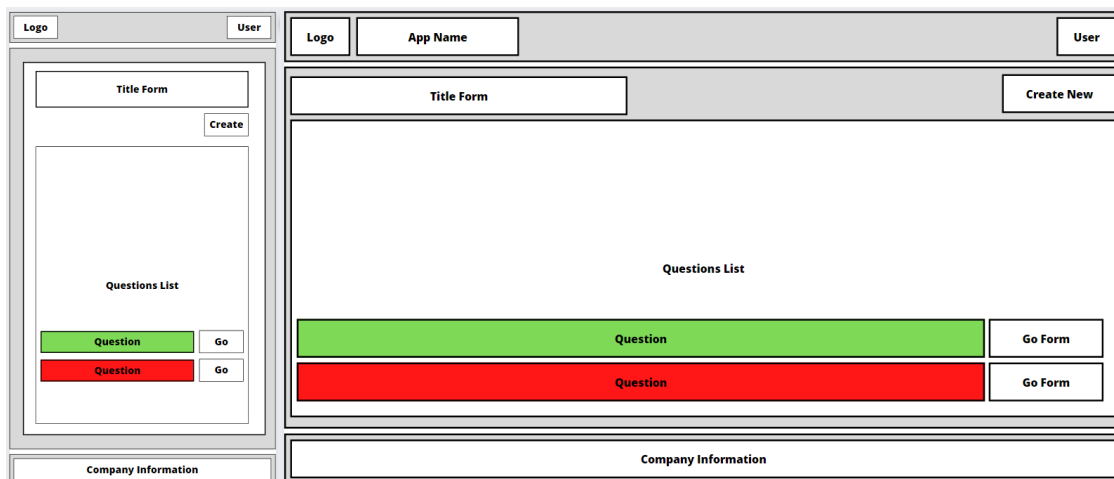 Logo
User
Title Form
Create
Questions List
Question
Go
Question
Go
Company Information
Logo
App Name
User
Title Form
Create New
Questions List
Question
Go Form
Question
Go Form
Company Information